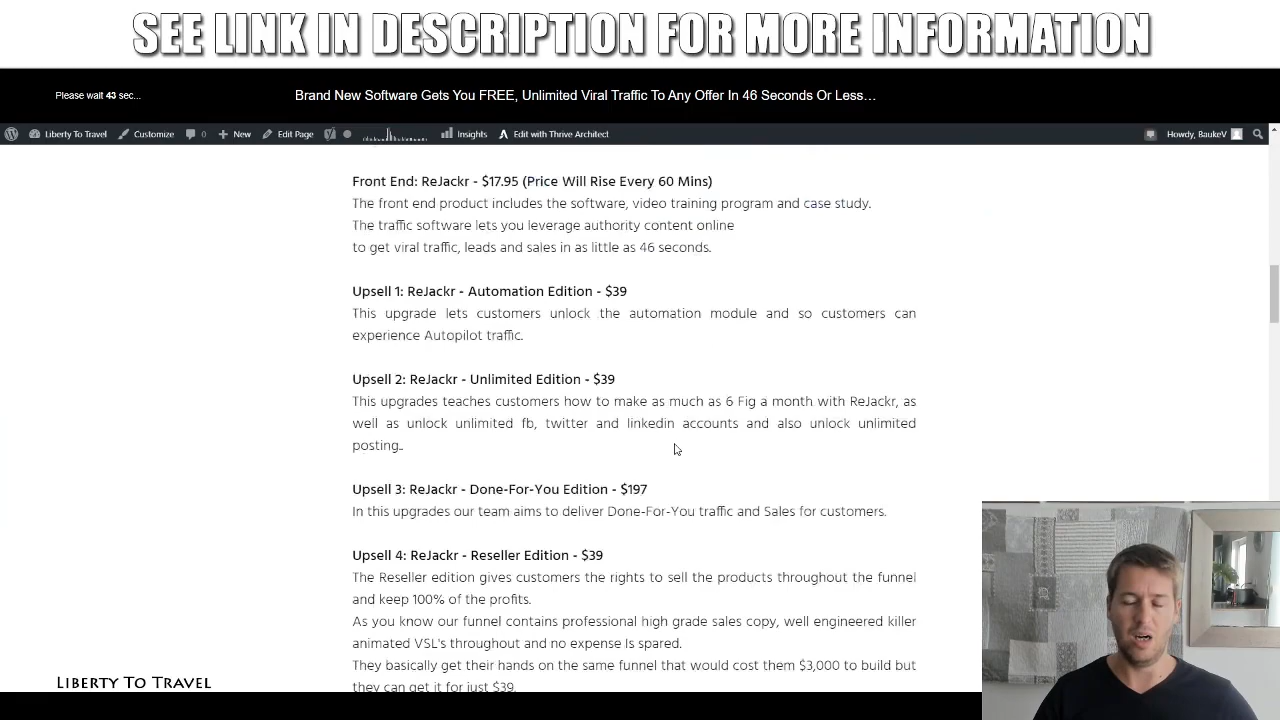 SEE LINK IN DESCRIPTION FOR MORE INFORMATION
Please wait 43 sec...
Brand New Software Gets You FREE, Unlimited Viral Traffic To Any Offer In 46 Seconds Or Less…
Liberty To Travel Customize 0 New Edit Page Insights Edit with Thrive Architect Howdy, BaukeV
Front End: ReJackr - $17.95 (Price Will Rise Every 60 Mins)
The front end product includes the software, video training program and case study.
The traffic software lets you leverage authority content online
to get viral traffic, leads and sales in as little as 46 seconds.
Upsell 1: ReJackr - Automation Edition - $39
This upgrade lets customers unlock the automation module and so customers can
experience Autopilot traffic.
Upsell 2: ReJackr - Unlimited Edition - $39
This upgrades teaches customers how to make as much as 6 Fig a month with ReJackr, as
well as unlock unlimited fb, twitter and linkedin accounts and also unlock unlimited
posting..
Upsell 3: ReJackr - Done-For-You Edition - $197
In this upgrades our team aims to deliver Done-For-You traffic and Sales for customers.
Upsell 4: ReJackr - Reseller Edition - $39
The Reseller edition gives customers the rights to sell the products throughout the funnel
and keep 100% of the profits.
As you know our funnel contains professional high grade sales copy, well engineered killer
animated VSL's throughout and no expense Is spared.
They basically get their hands on the same funnel that would cost them $3,000 to build but
they can get it for just $39.
LIBERTY TO TRAVEL